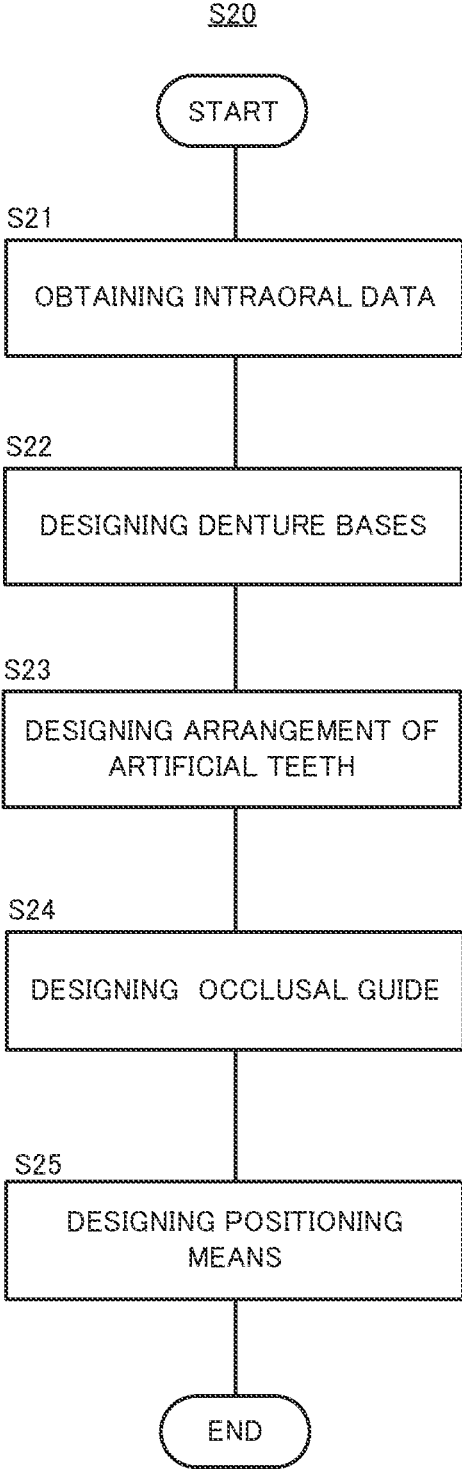 S20
START
S21
OBTAINING INTRAORAL DATA
S22
DESIGNING DENTURE BASES
S23
DESIGNING ARRANGEMENT OF
ARTIFICIAL TEETH
S24
DESIGNING OCCLUSAL GUIDE
S25
DESIGNING POSITIONING
MEANS
END